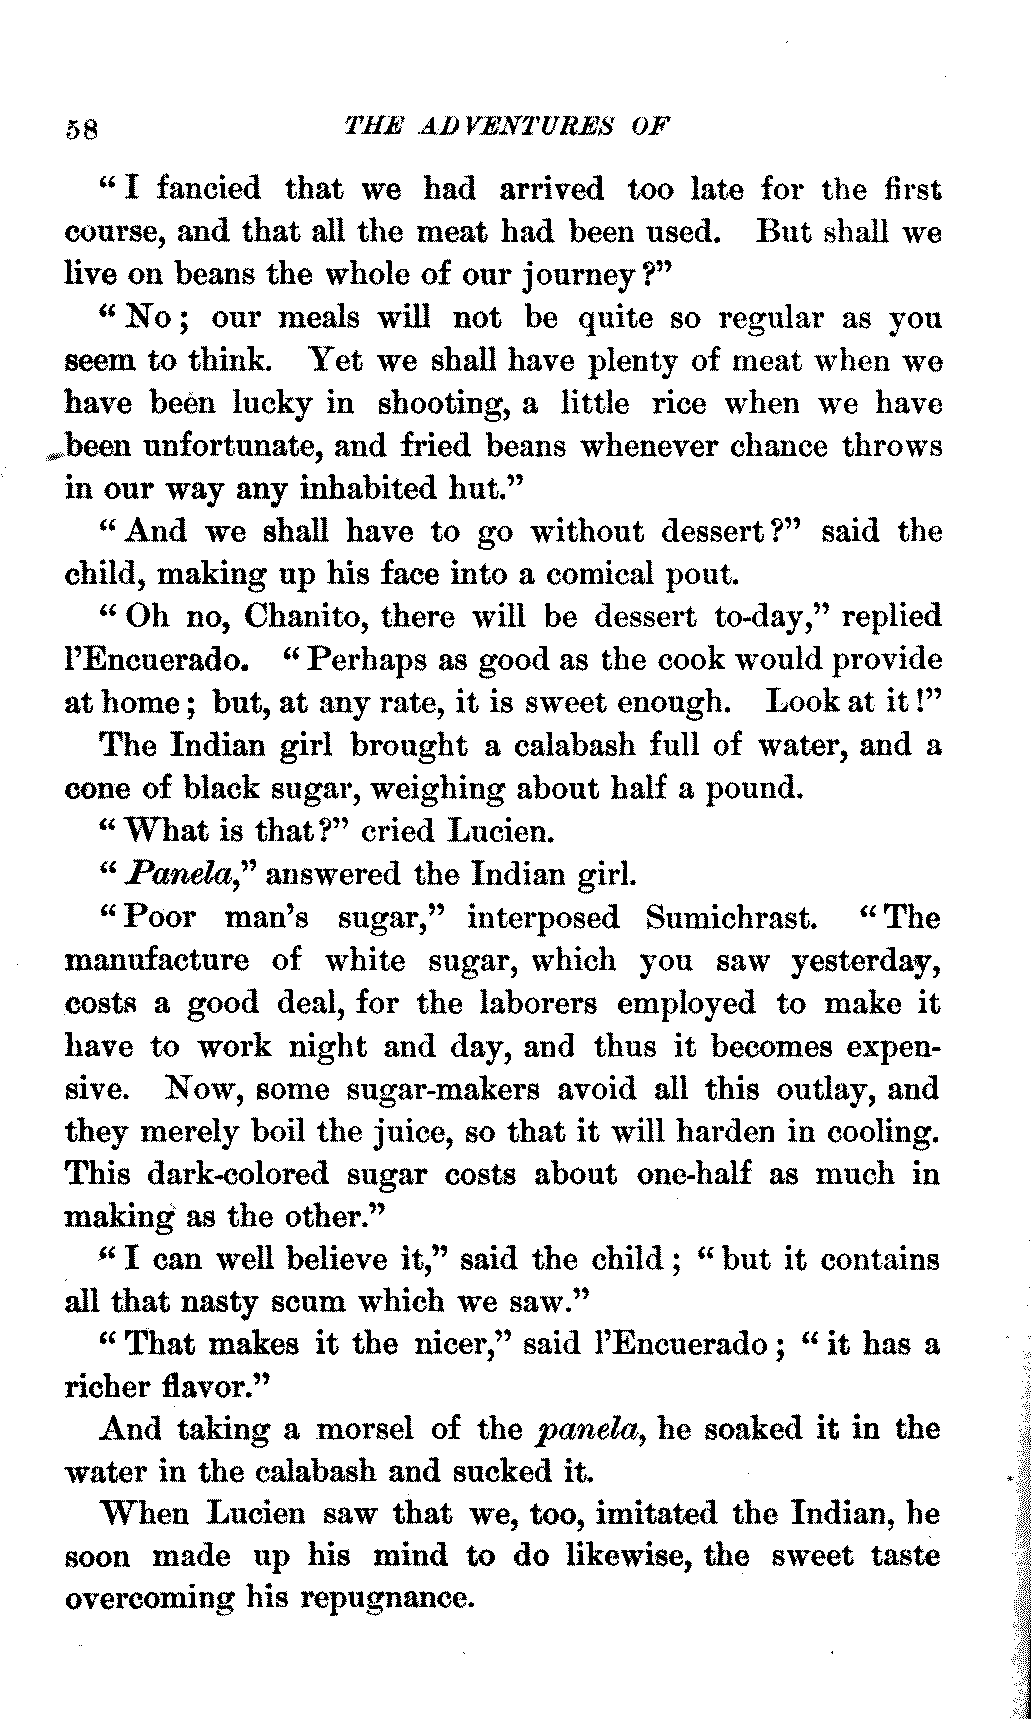 58 THE ADVENTURES OF
“I fancied that we had arrived too late for the first
course, and that all the meat had been used. But shall we
live on beans the whole of our journey?”
“No; our meals will not be quite so regular as you
seem to think. Yet we shall have plenty of meat when we
have been lucky in shooting, a little rice when we have
been unfortunate, and fried beans whenever chance throws
in our way any inhabited hut.”
“And we shall have to go without dessert?” said the
child, making up his face into a comical pout.
“Oh no, Chanito, there will be dessert to-day,” replied
l’Encuerado. “Perhaps as good as the cook would provide
at home; but, at any rate, it is sweet enough. Look at it!”
The Indian girl brought a calabash full of water, and a
cone of black sugar, weighing about half a pound.
“What is that?” cried Lucien.
“Panela,” answered the Indian girl.
“Poor man’s sugar,” interposed Sumichrast. “The
manufacture of white sugar, which you saw yesterday,
costs a good deal, for the laborers employed to make it
have to work night and day, and thus it becomes expen-
sive. Now, some sugar-makers avoid all this outlay, and
they merely boil the juice, so that it will harden in cooling.
This dark-colored sugar costs about one-half as much in
making as the other.”
“I can well believe it,” said the child; “but it contains
all that nasty scum which we saw.”
“That makes it the nicer,” said l’Encuerado; “it has a
richer flavor.”
And taking a morsel of the panela, he soaked it in the
water in the calabash and sucked it.
When Lucien saw that we, too, imitated the Indian, he
soon made up his mind to do likewise, the sweet taste
overcoming his repugnance.